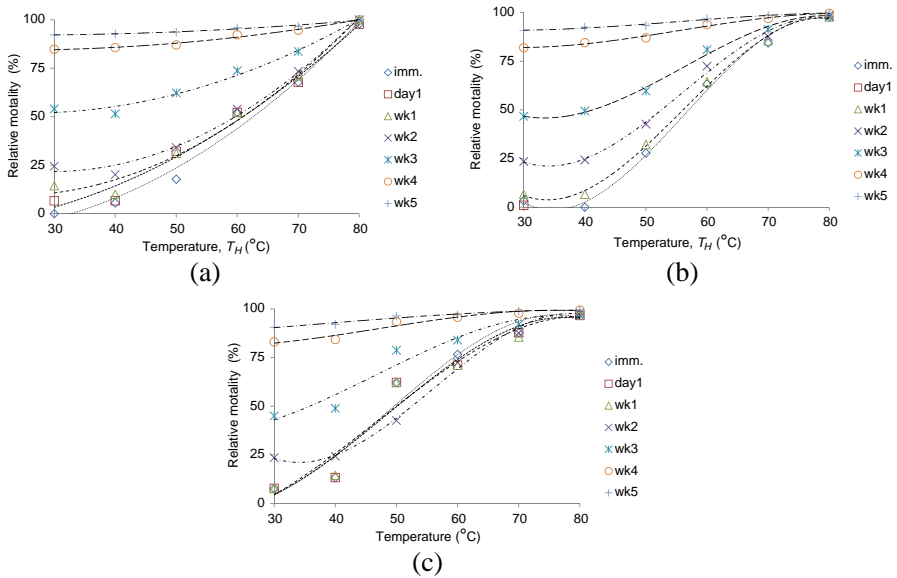 100
75
50
25
0
30 40 50 60 70 80
Relative motality (%)
Temperature, T_H (°C)
imm.
day1
wk1
wk2
wk3
wk4
wk5
(a)
100
75
50
25
0
30 40 50 60 70 80
Relative motality (%)
Temperature, T_H (°C)
imm.
day1
wk1
wk2
wk3
wk4
wk5
(b)
100
75
50
25
0
30 40 50 60 70 80
Relative motality (%)
Temperature (°C)
imm.
day1
wk1
wk2
wk3
wk4
wk5
(c)